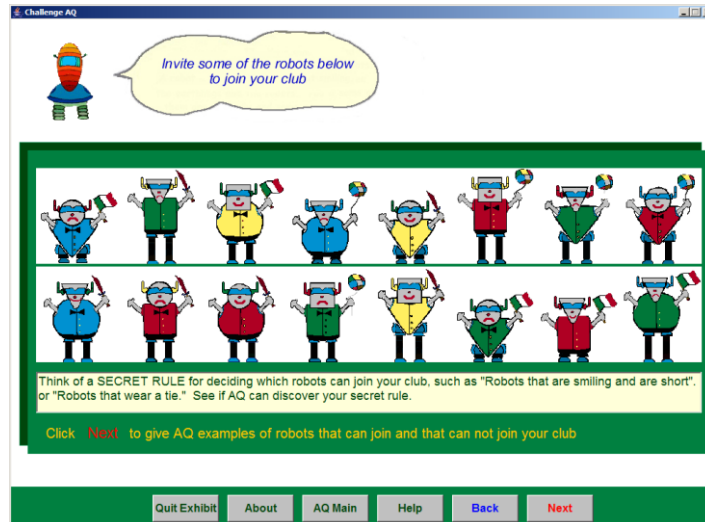 Challenge AQ
Invite some of the robots below
to join your club
Think of a SECRET RULE for deciding which robots can join your club, such as "Robots that are smiling and are short".
or "Robots that wear a tie." See if AQ can discover your secret rule.
Click Next to give AQ examples of robots that can join and that can not join your club
Quit Exhibit About AQ Main Help Back Next